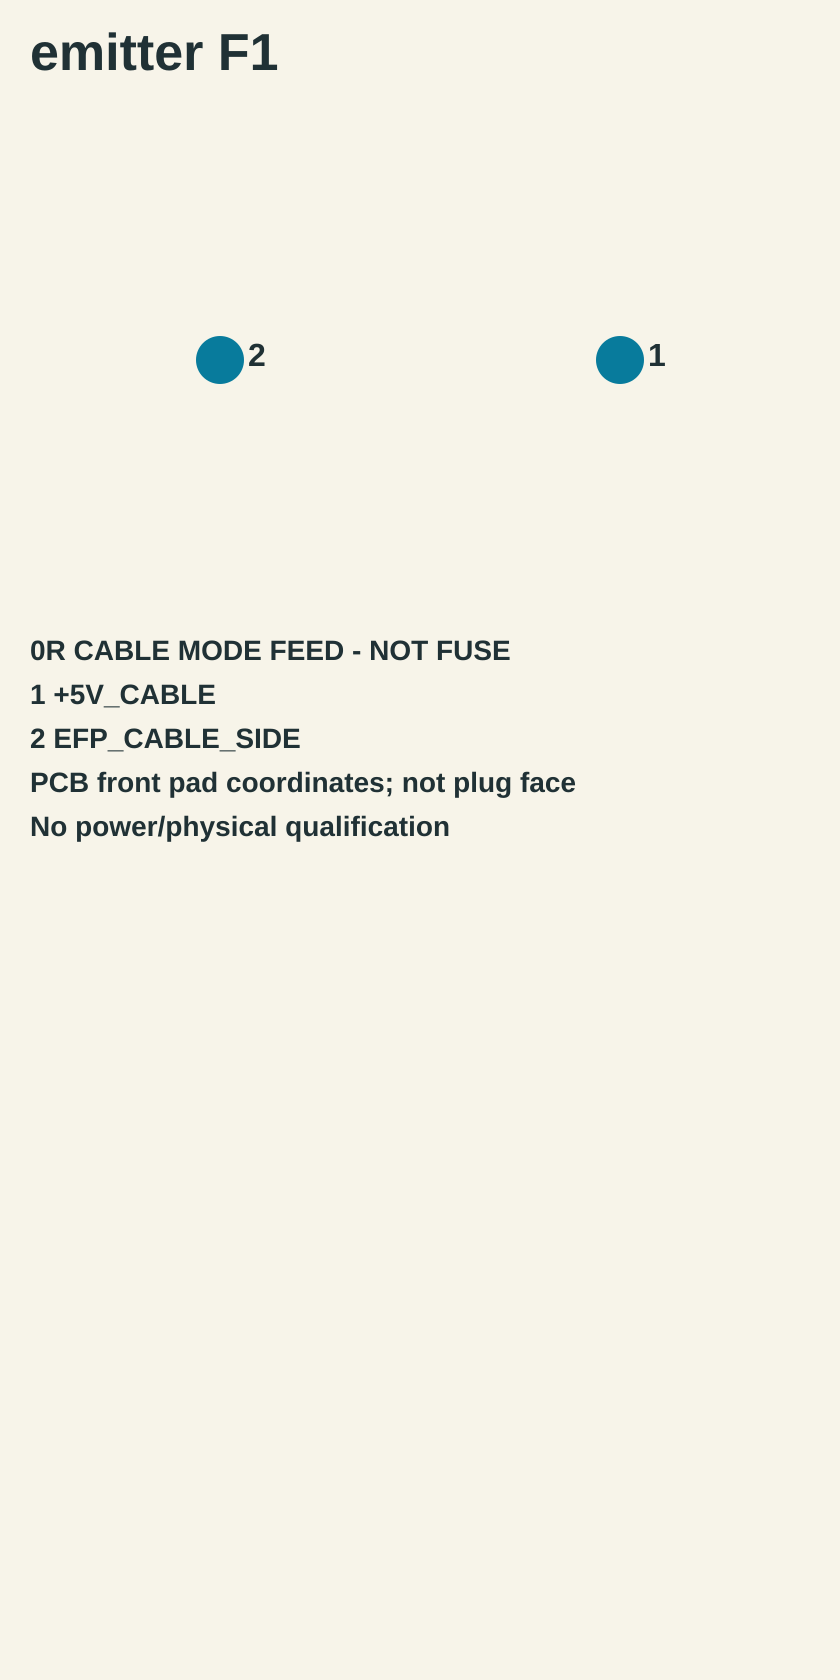 emitter F1
2
1
0R CABLE MODE FEED - NOT FUSE
1 +5V_CABLE
2 EFP_CABLE_SIDE
PCB front pad coordinates; not plug face
No power/physical qualification